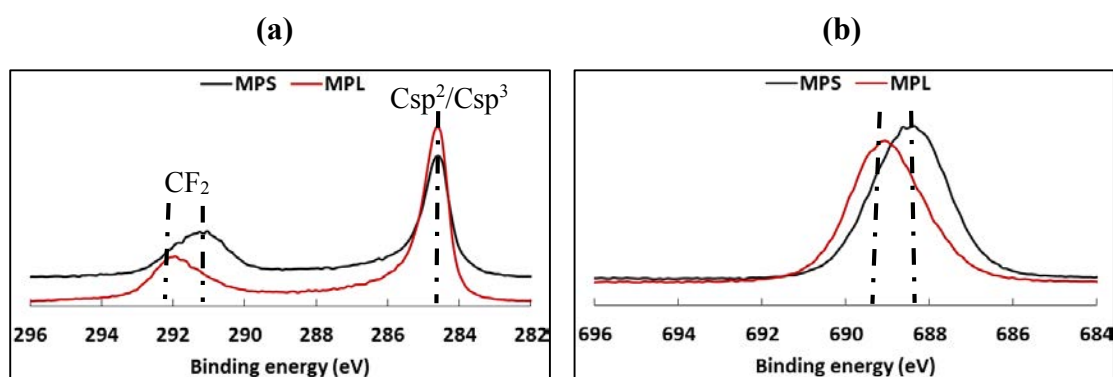 (a)
MPS MPL
Csp²/Csp³
CF₂
296 294 292 290 288 286 284 282
Binding energy (eV)
(b)
MPS MPL
696 694 692 690 688 686 684
Binding energy (eV)